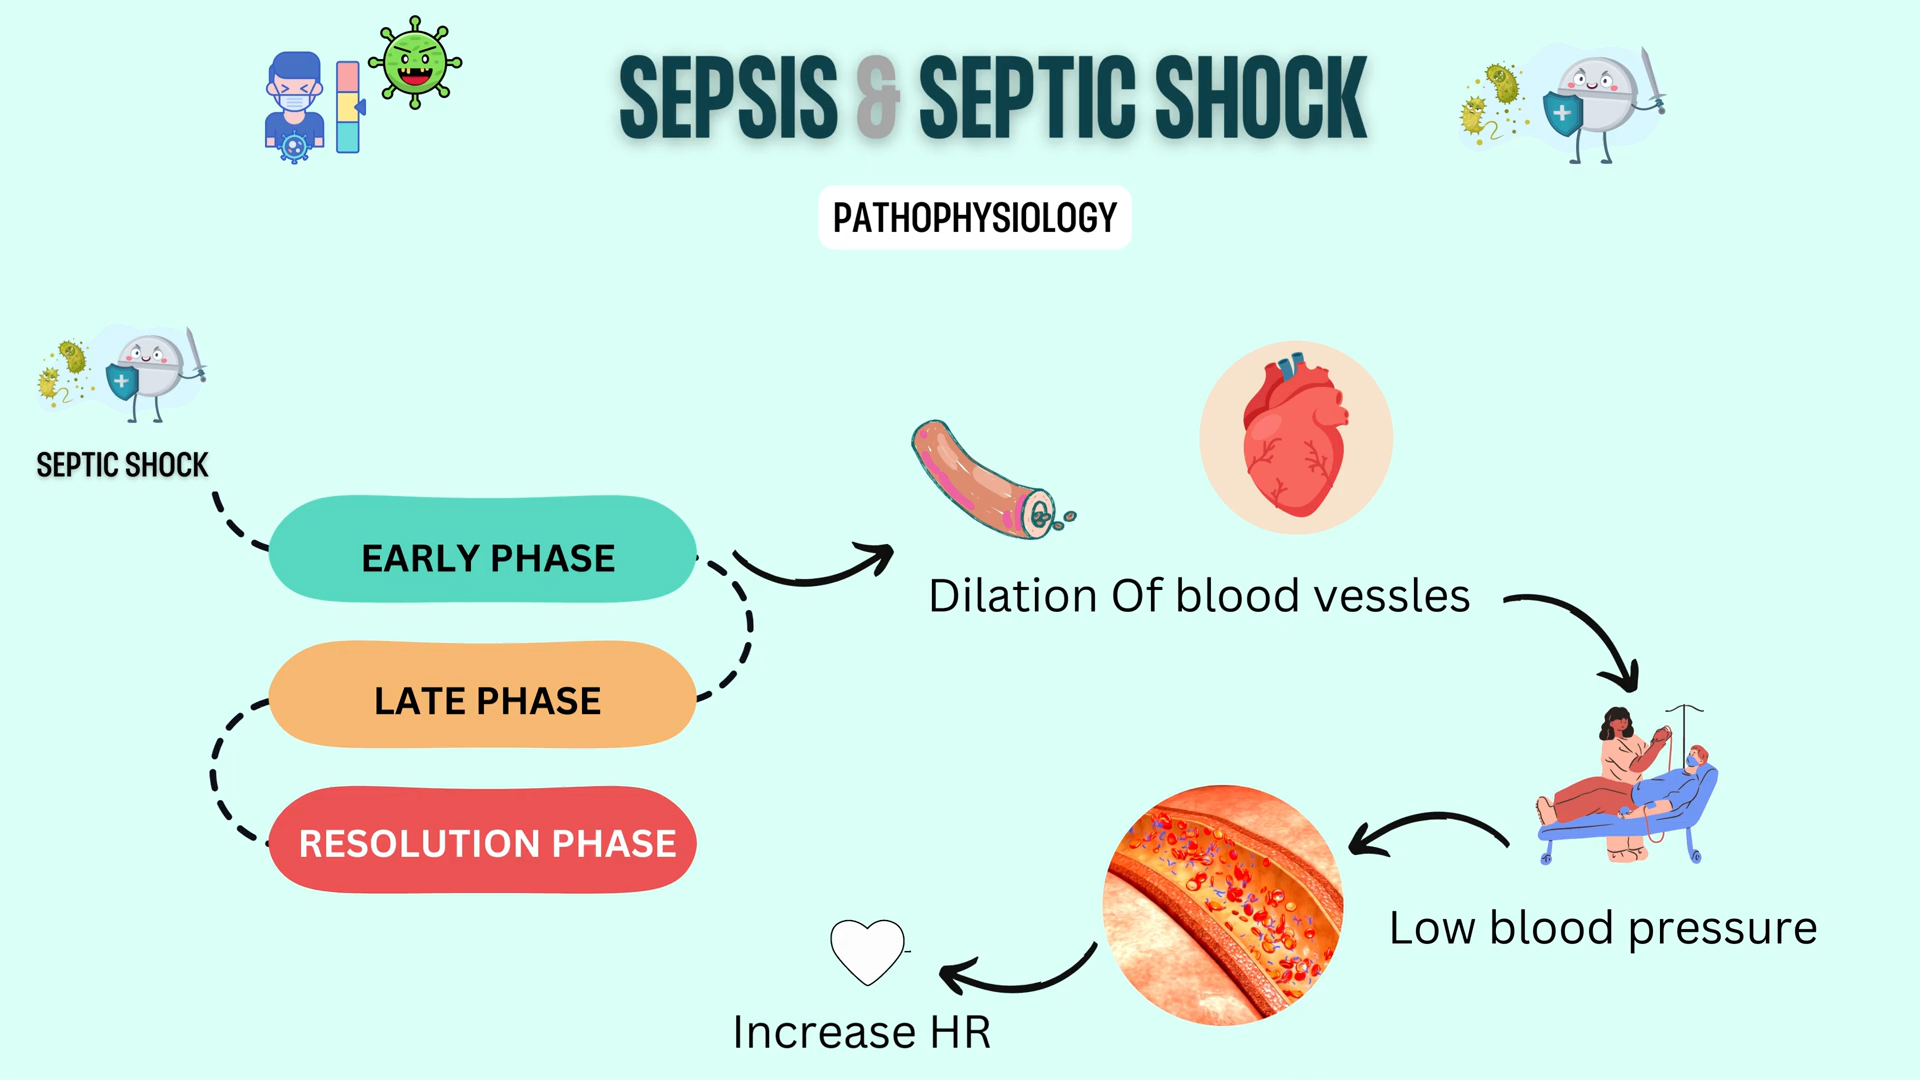 SEPSIS & SEPTIC SHOCK
PATHOPHYSIOLOGY
SEPTIC SHOCK
EARLY PHASE
LATE PHASE
RESOLUTION PHASE
Dilation Of blood vessles
Low blood pressure
Increase HR